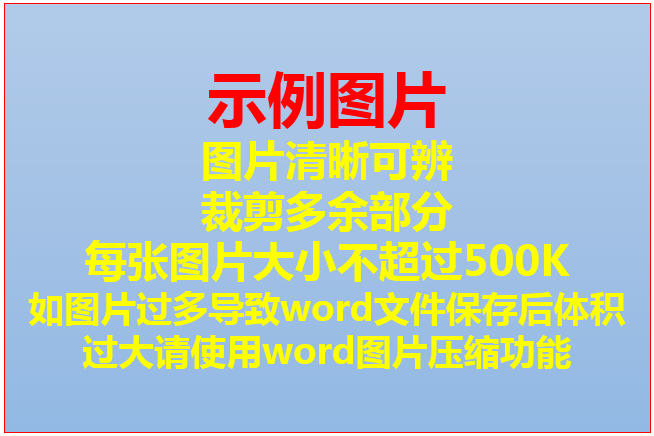 示例图片
图片清晰可辨
裁剪多余部分
每张图片大小不超过500K
如图片过多导致word文件保存后体积
过大请使用word图片压缩功能